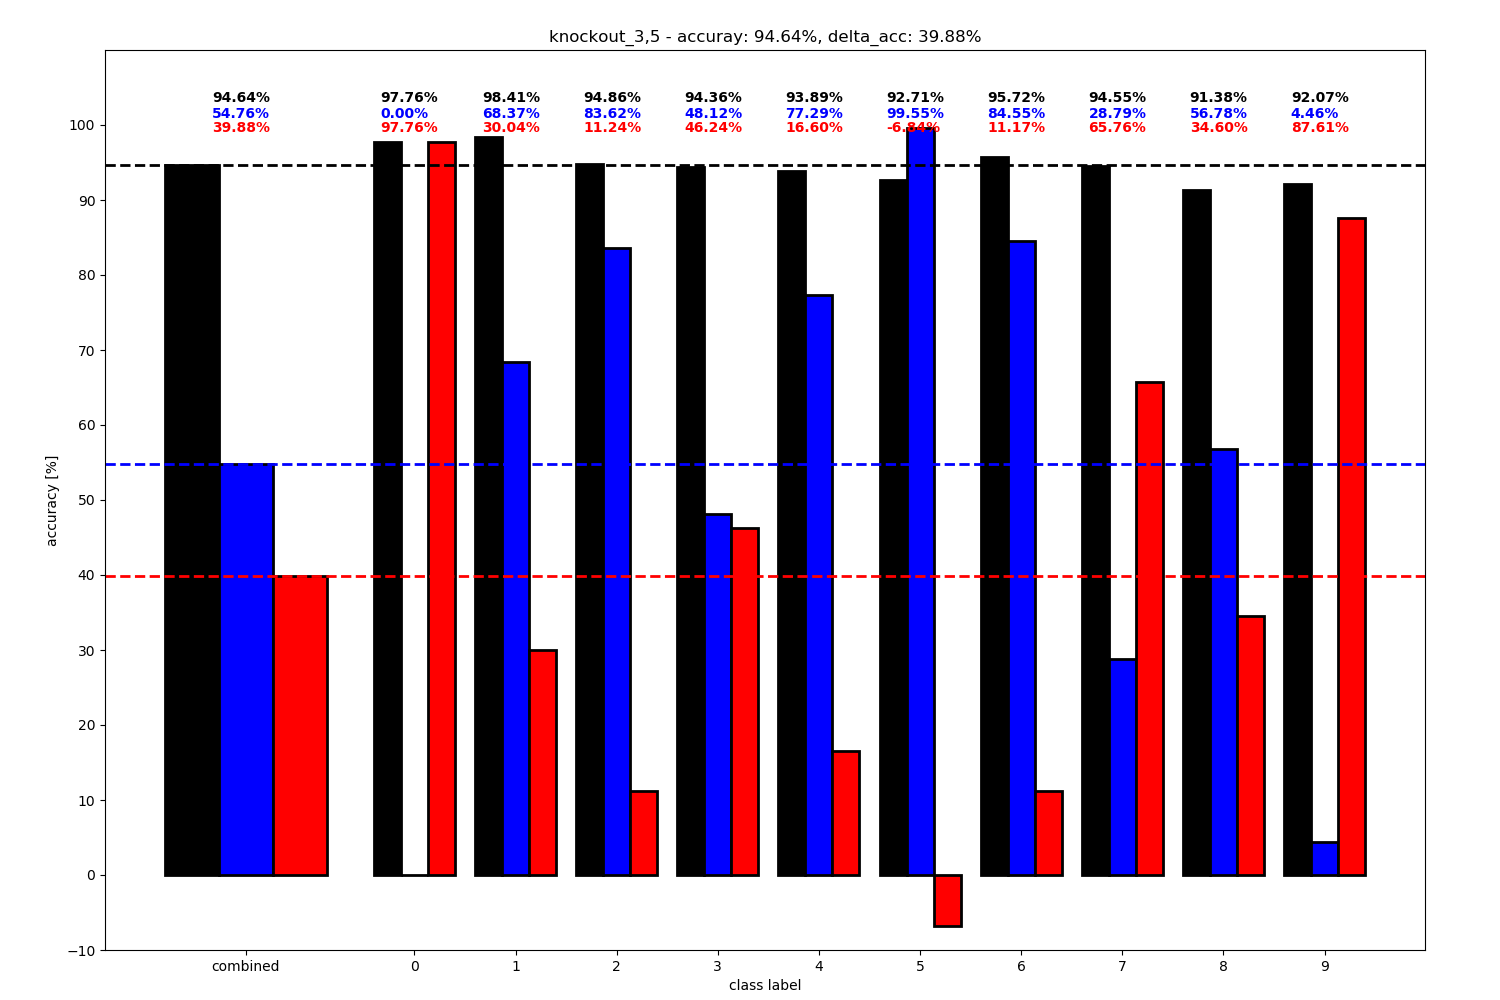 knockout_3,5 - accuray: 94.64%, delta_acc: 39.88%
94.64% 97.76% 98.41% 94.86% 94.36% 93.89% 92.71% 95.72% 94.55% 91.38% 92.07%
54.76% 0.00% 68.37% 83.62% 48.12% 77.29% 99.55% 84.55% 28.79% 56.78% 4.46%
39.88% 97.76% 30.04% 11.24% 46.24% 16.60% -6.84% 11.17% 65.76% 34.60% 87.61%
100
90
80
70
60
50
40
30
20
10
0
−10
accuracy [%]
combined 0 1 2 3 4 5 6 7 8 9
class label